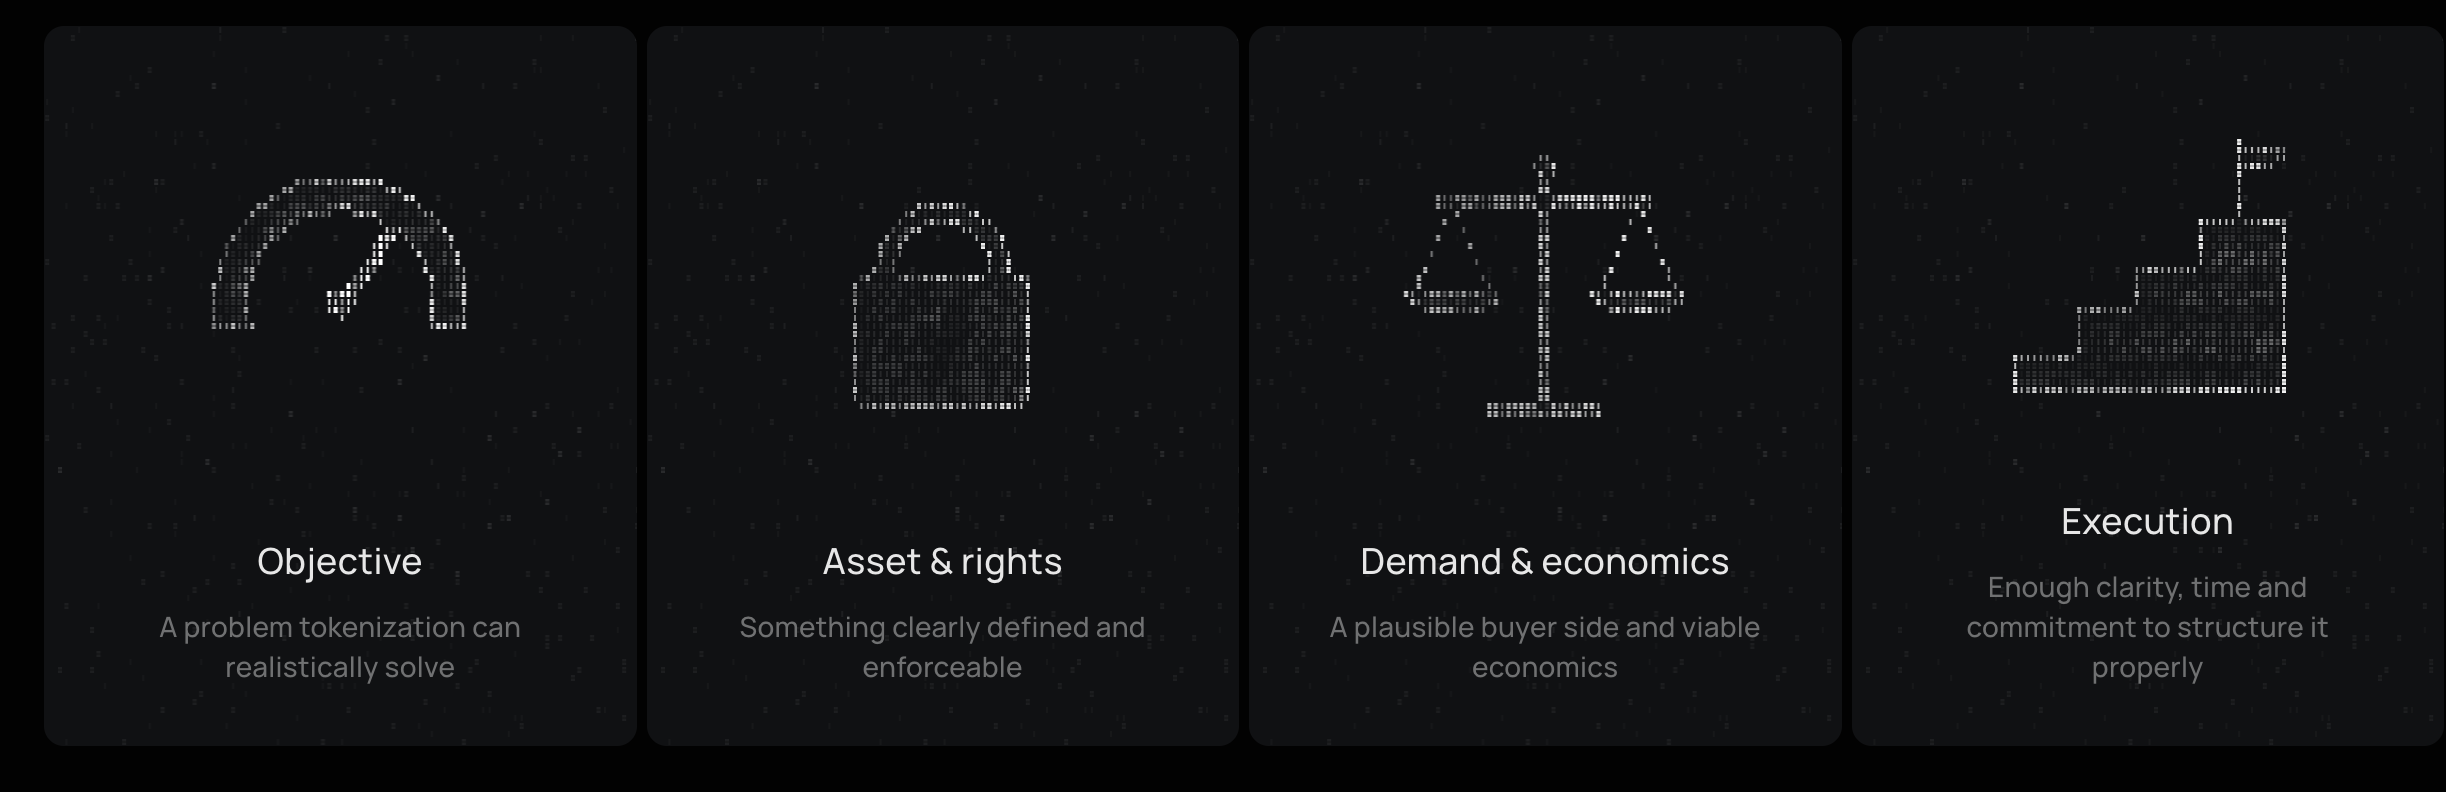 Objective
A problem tokenization can
realistically solve
Asset & rights
Something clearly defined and
enforceable
Demand & economics
A plausible buyer side and viable
economics
Execution
Enough clarity, time and
commitment to structure it
properly